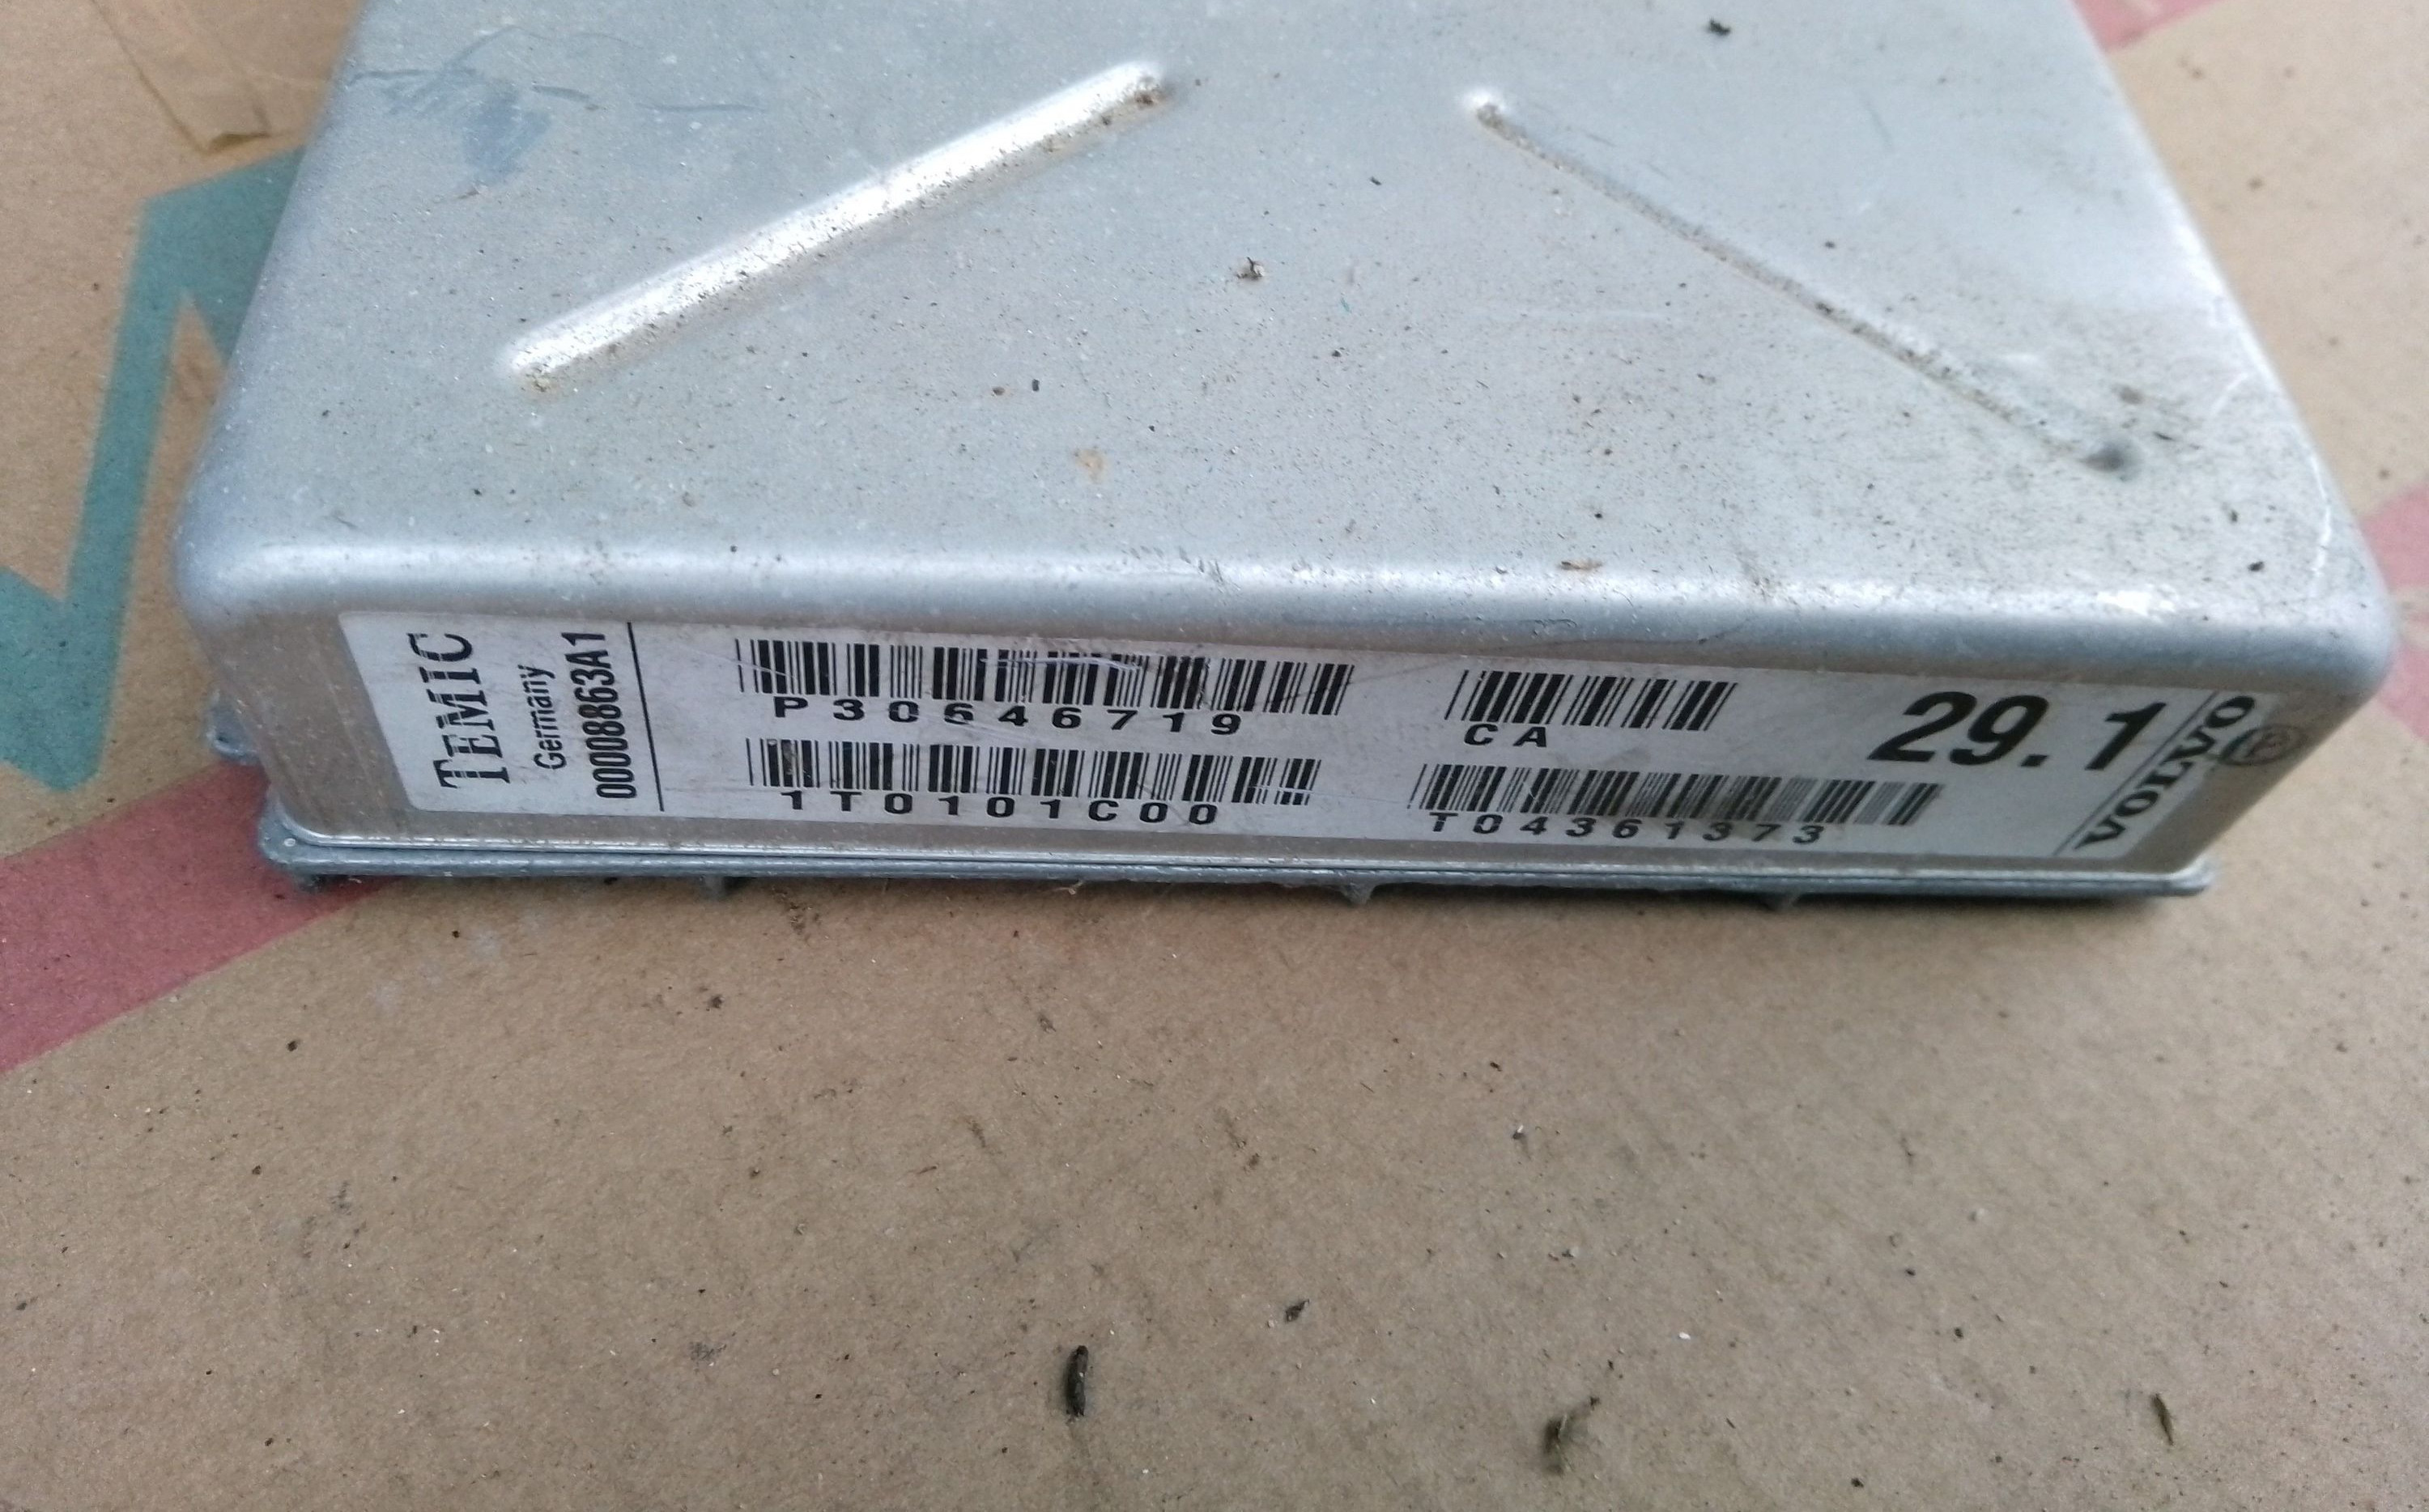 TEMIC
Germany
00008863A1
P30646719
CA
29.1
1T0101C00
T04361373
VOLVO
P